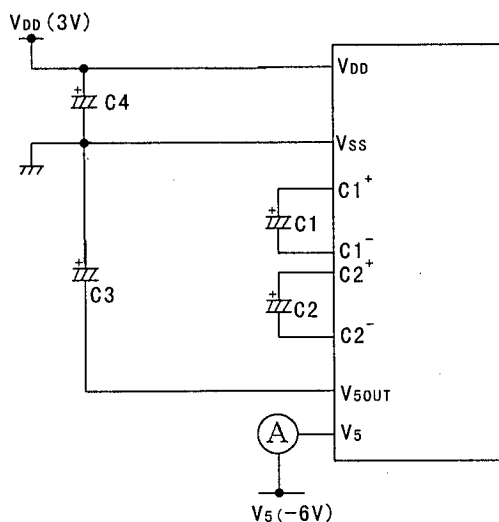 VDD (3V)
VDD
C4
VSS
C1+
C1
C1-
C2+
C3
C2
C2-
V5OUT
A
V5
V5 (-6V)